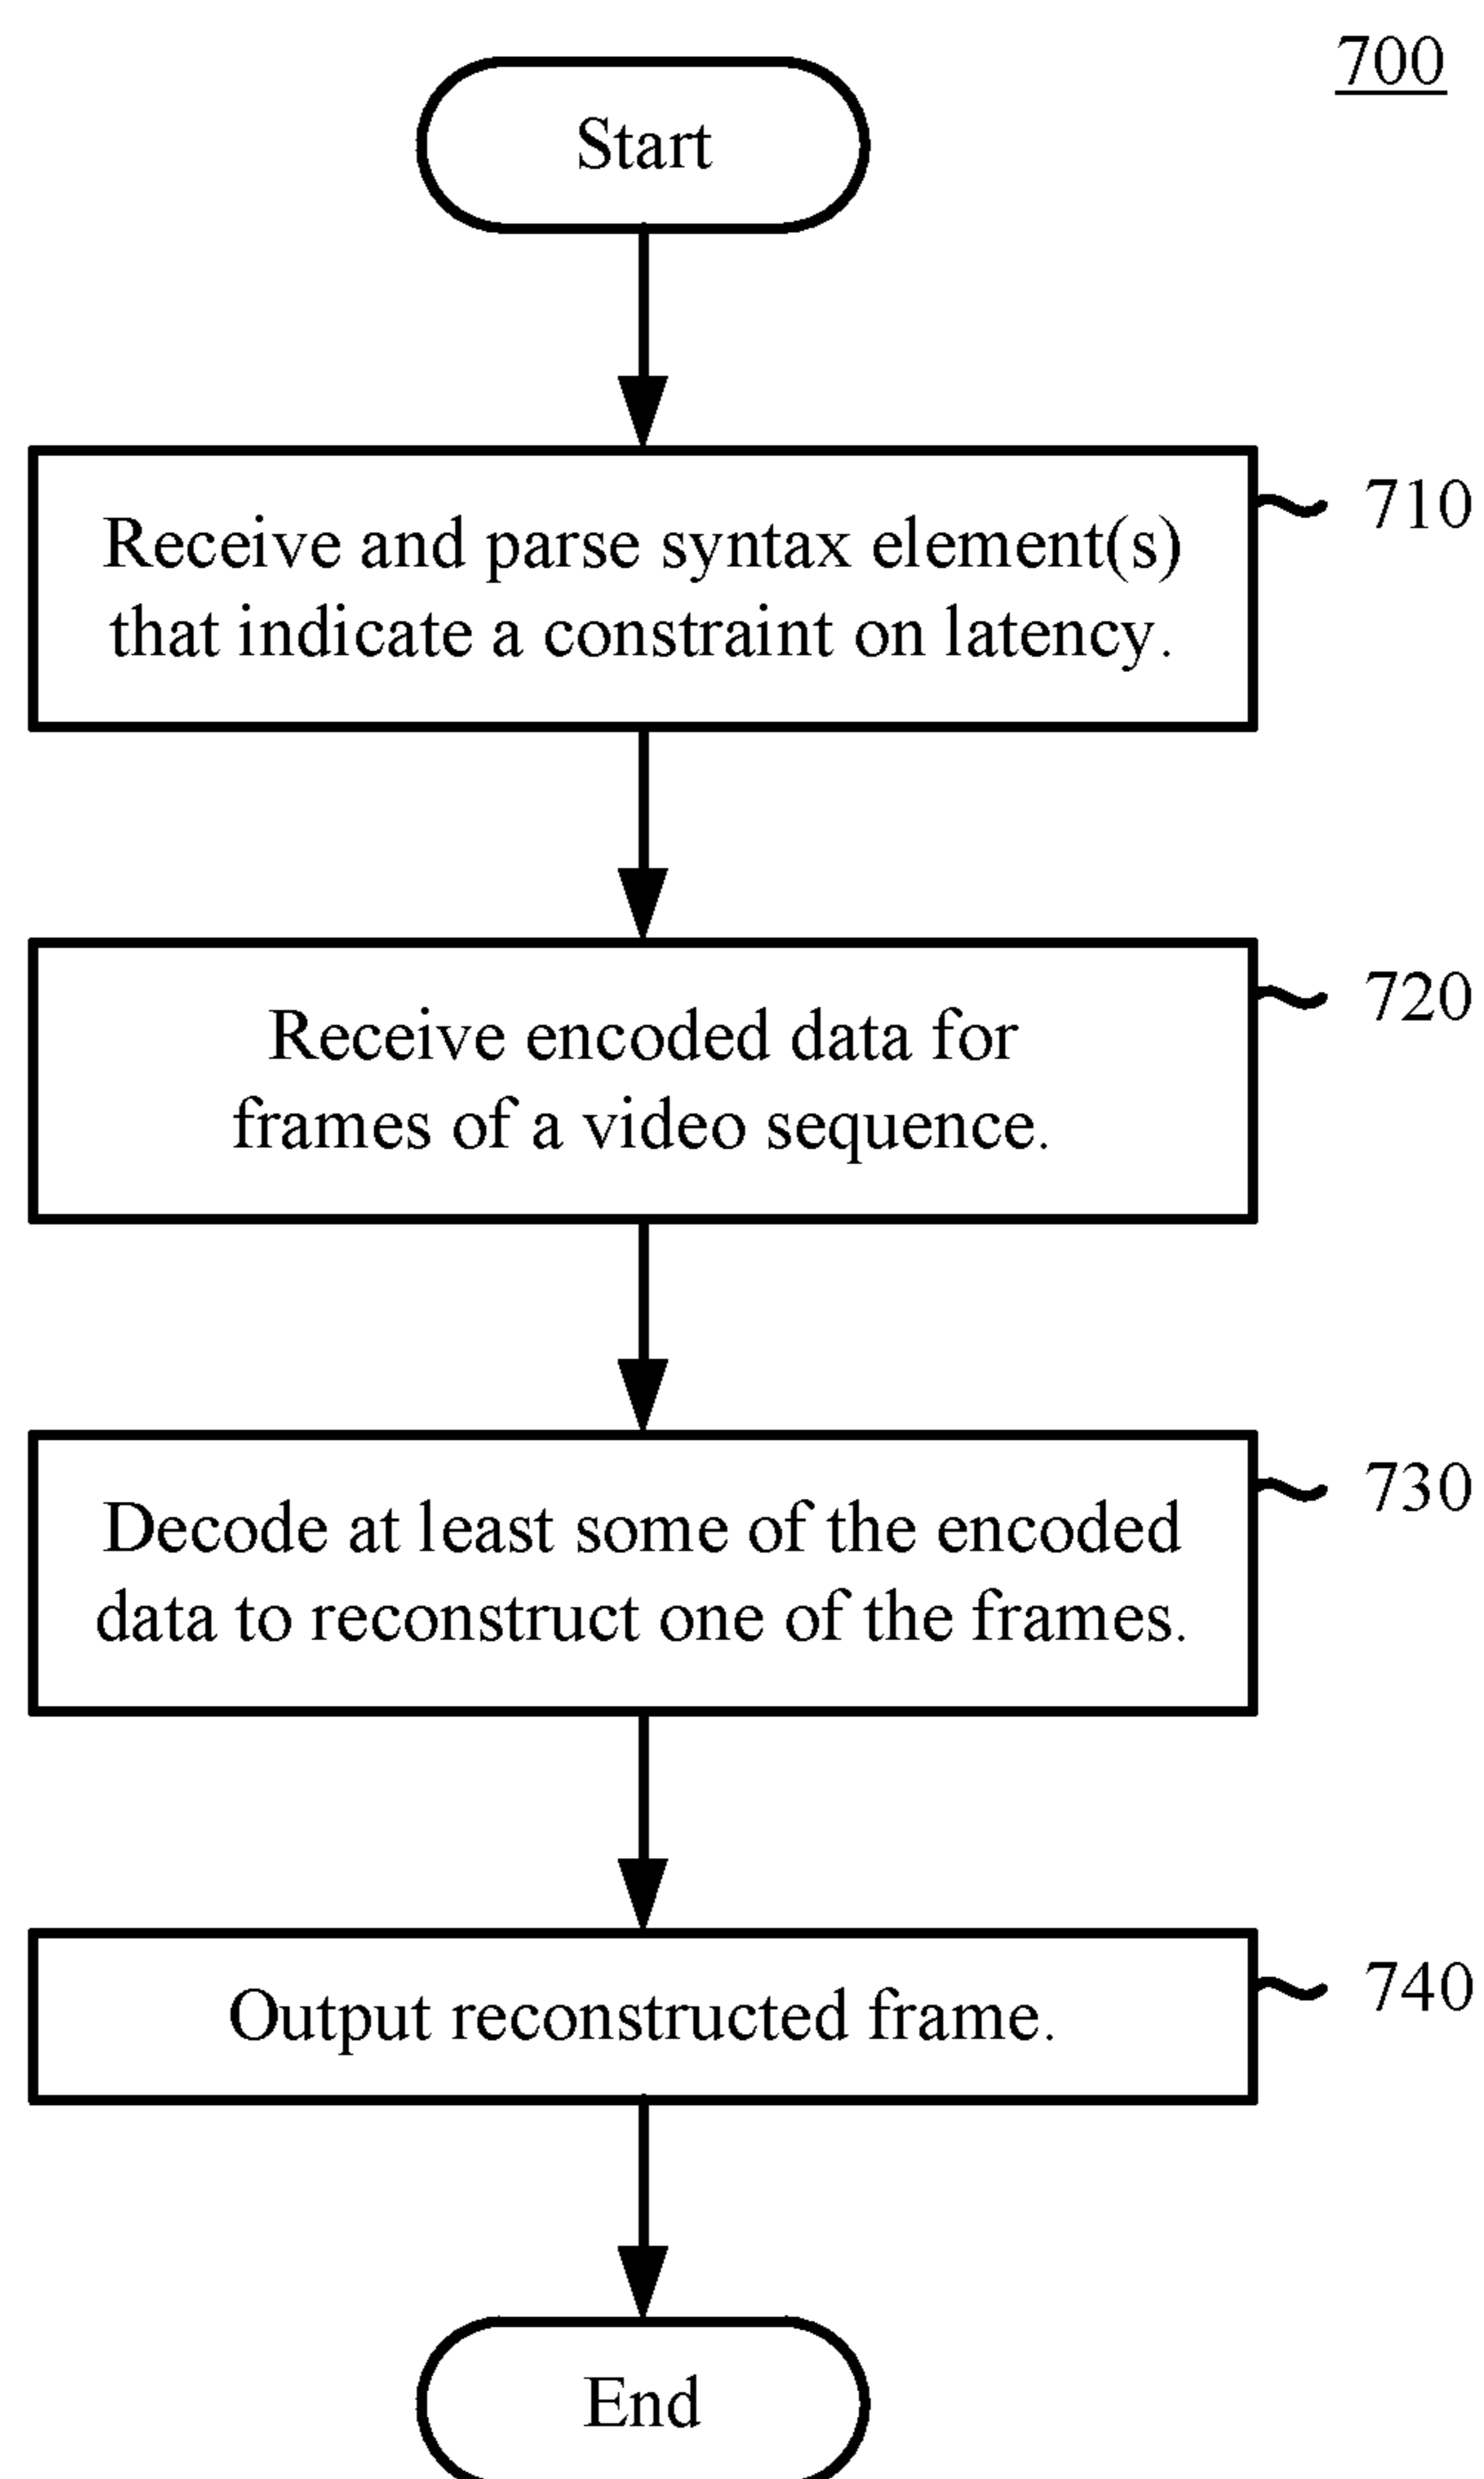 700
Start
Receive and parse syntax element(s)
that indicate a constraint on latency.
710
Receive encoded data for
frames of a video sequence.
720
Decode at least some of the encoded
data to reconstruct one of the frames.
730
Output reconstructed frame.
740
End